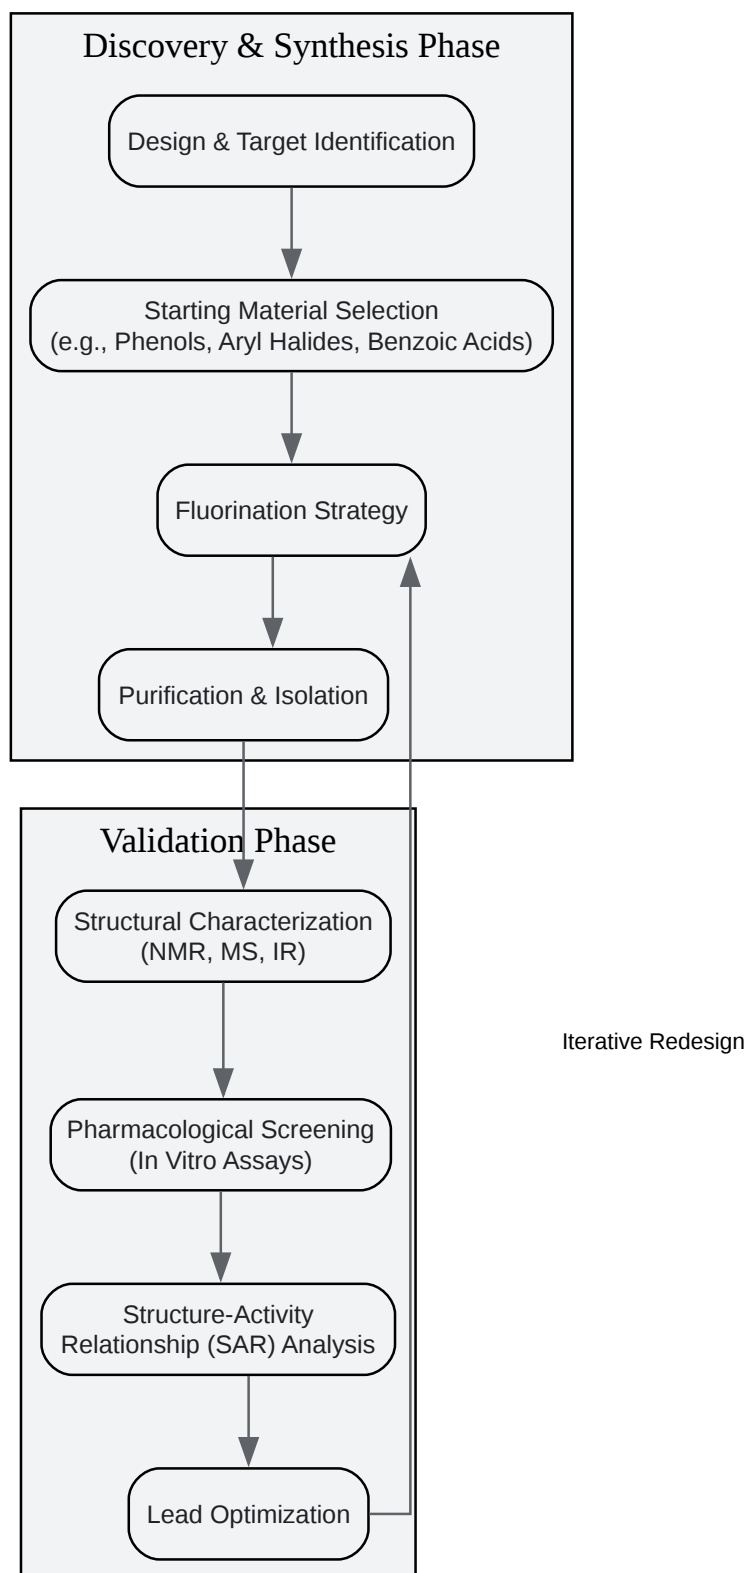 Discovery & Synthesis Phase
Design & Target Identification
Starting Material Selection
(e.g., Phenols, Aryl Halides, Benzoic Acids)
Fluorination Strategy
Purification & Isolation
Validation Phase
Structural Characterization
(NMR, MS, IR)
Iterative Redesign
Pharmacological Screening
(In Vitro Assays)
Structure-Activity
Relationship (SAR) Analysis
Lead Optimization